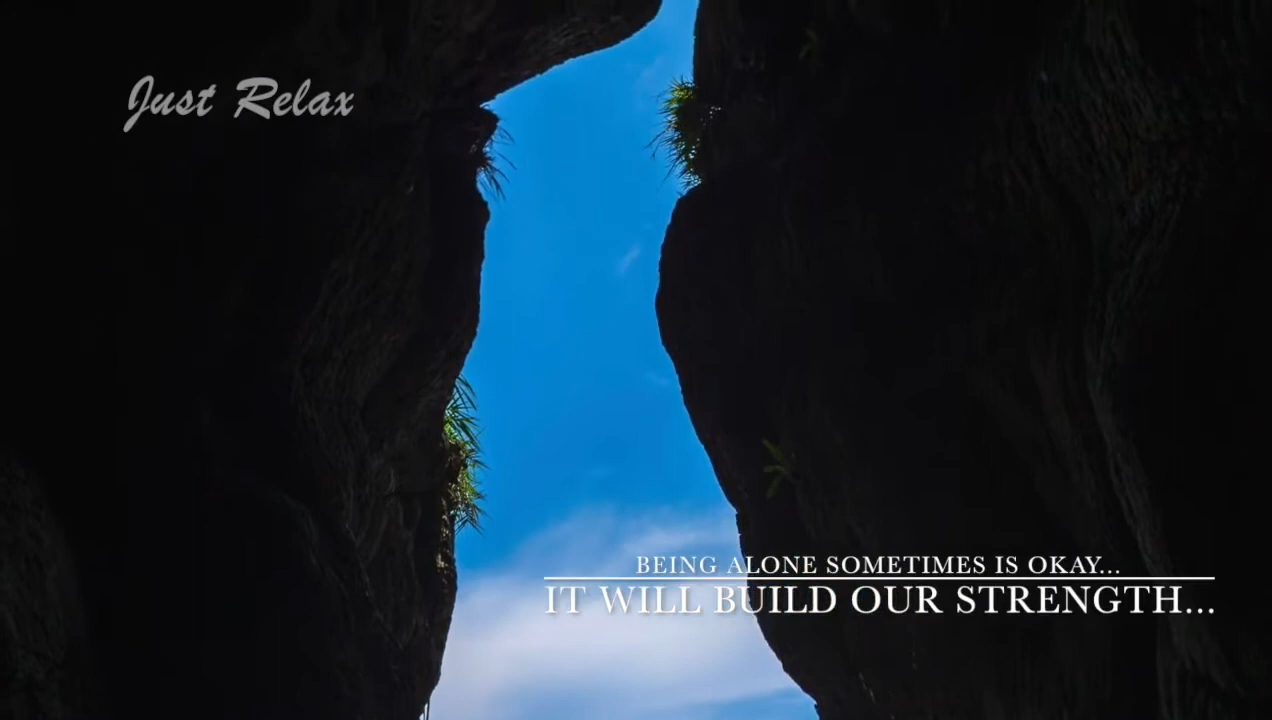 Just Relax
BEING ALONE SOMETIMES IS OKAY...
IT WILL BUILD OUR STRENGTH...